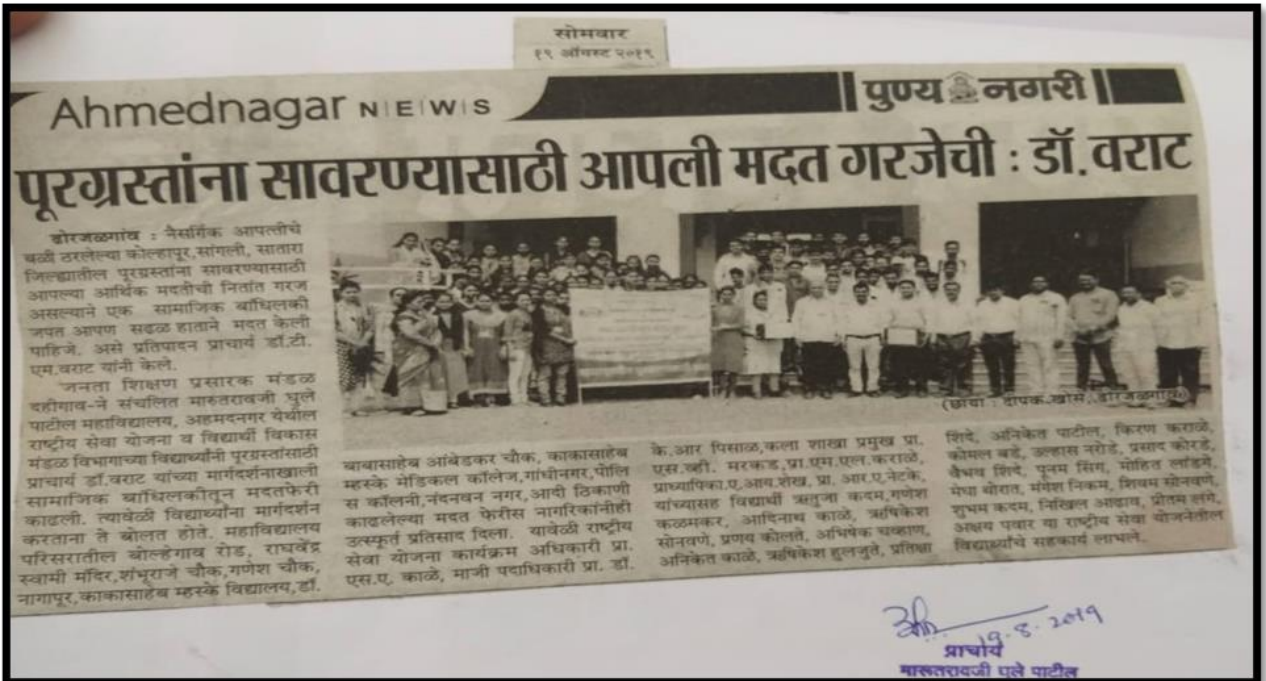 सोमवार
१९ ऑगस्ट २०१९
Ahmednagar NEWS
पुण्य नगरी
पूरग्रस्तांना सावरण्यासाठी आपली मदत गरजेची : डॉ. वराट
ढोरजळगांव : नैसर्गिक आपत्तीचे
बळी ठरलेल्या कोल्हापूर,सांगली, सातारा
जिल्ह्यातील पूरग्रस्तांना सावरण्यासाठी
आपल्या आर्थिक मदतीची नितांत गरज
असल्याने एक सामाजिक बांधिलकी
जपत आपण सढळ हाताने मदत केली
पाहिजे. असे प्रतिपादन प्राचार्य डॉ.टी.
एम.वराट यांनी केले.
जनता शिक्षण प्रसारक मंडळ
दहीगाव-ने संचलित मारुतरावजी घुले
पाटील महाविद्यालय, अहमदनगर येथील
राष्ट्रीय सेवा योजना व विद्यार्थी विकास
मंडळ विभागाच्या विद्यार्थ्यांनी पूरग्रस्तांसाठी
प्राचार्य डॉ.वराट यांच्या मार्गदर्शनाखाली
सामाजिक बांधिलकीतून मदतफेरी
काढली. त्यावेळी विद्यार्थ्यांना मार्गदर्शन
करताना ते बोलत होते. महाविद्यालय
परिसरातील बोल्हेगाव रोड, राघवेंद्र
स्वामी मंदिर,शंभूराजे चौक,गणेश चौक,
नागापूर,काकासाहेब म्हस्के विद्यालय,डॉ.
(छाया : दीपक खोसे, ढोरजळगाव)
बाबासाहेब आंबेडकर चौक, काकासाहेब
म्हस्के मेडिकल कॉलेज,गांधीनगर,पोलि
स कॉलनी,नंदनवन नगर,आदी ठिकाणी
काढलेल्या मदत फेरीस नागरिकांनीही
उत्स्फूर्त प्रतिसाद दिला. यावेळी राष्ट्रीय
सेवा योजना कार्यक्रम अधिकारी प्रा.
एस.ए. काळे, माजी पदाधिकारी प्रा. डॉ.
के.आर पिसाळ,कला शाखा प्रमुख प्रा.
एस.व्ही. मरकड,प्रा.एम.एल.कराळे,
प्राध्यापिका.ए.आय.शेख, प्रा. आर.ए.नेटके,
यांच्यासह विद्यार्थी ऋतुजा कदम,गणेश
कळमकर, आदिनाथ काळे, ऋषिकेश
सोनवणे, प्रणय कोलते, अभिषेक चव्हाण,
अनिकेत काळे, ऋषिकेश हुलजुते, प्रतिक्षा
शिंदे, अनिकेत पाटील, किरण कराळे,
कोमल बडे, उल्हास नरोडे, प्रसाद कोरडे,
वैभव शिंदे, पूनम सिंग, मोहित लांडगे,
मेधा थोरात, मंगेश निकम, शिवम सोनवणे,
शुभम कदम, निखिल आढाव, प्रीतम लंगे,
अक्षय पवार या राष्ट्रीय सेवा योजनेतील
विद्यार्थ्यांचे सहकार्य लाभले.
19.8.2019
प्राचार्य
मारुतरावजी घुले पाटील